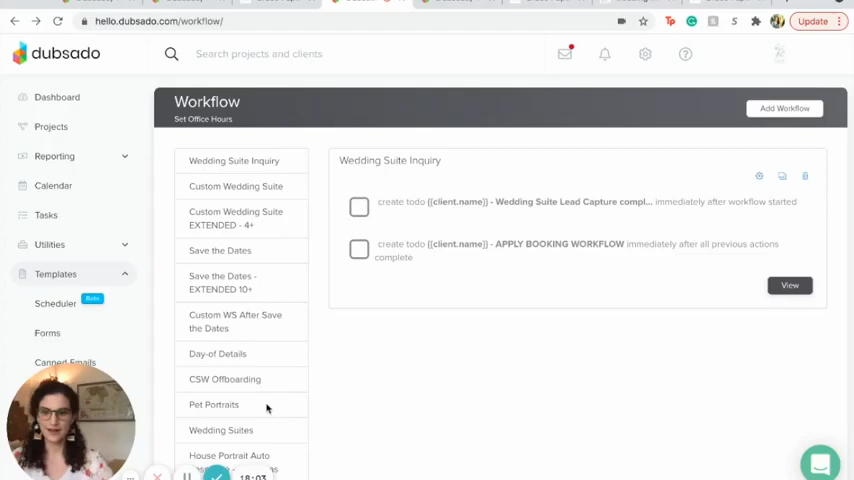 hello.dubsado.com/workflow/
Update
dubsado
Search projects and clients
Dashboard
Projects
Reporting
Calendar
Tasks
Utilities
Templates
Scheduler
Beta
Forms
Canned Emails
Workflow
Set Office Hours
Add Workflow
Wedding Suite Inquiry
Custom Wedding Suite
Custom Wedding Suite
EXTENDED - 4+
Save the Dates
Save the Dates -
EXTENDED 10+
Custom WS After Save
the Dates
Day-of Details
CSW Offboarding
Pet Portraits
Wedding Suites
House Portrait Auto
Wedding Suite Inquiry
create todo {{client.name}} - Wedding Suite Lead Capture compl... immediately after workflow started
create todo {{client.name}} - APPLY BOOKING WORKFLOW immediately after all previous actions
complete
View
18:03